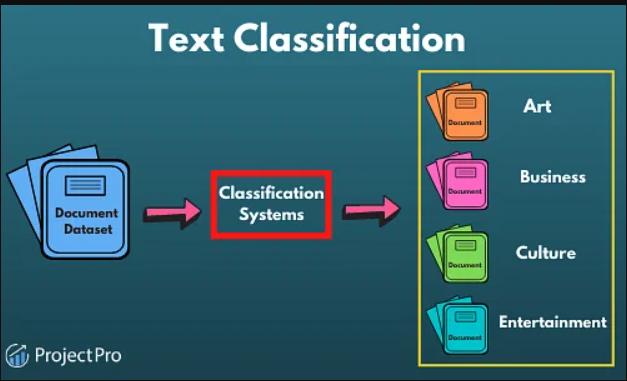 Text Classification
Document
Dataset
Classification
Systems
Document
Art
Document
Business
Document
Culture
Document
Entertainment
ProjectPro